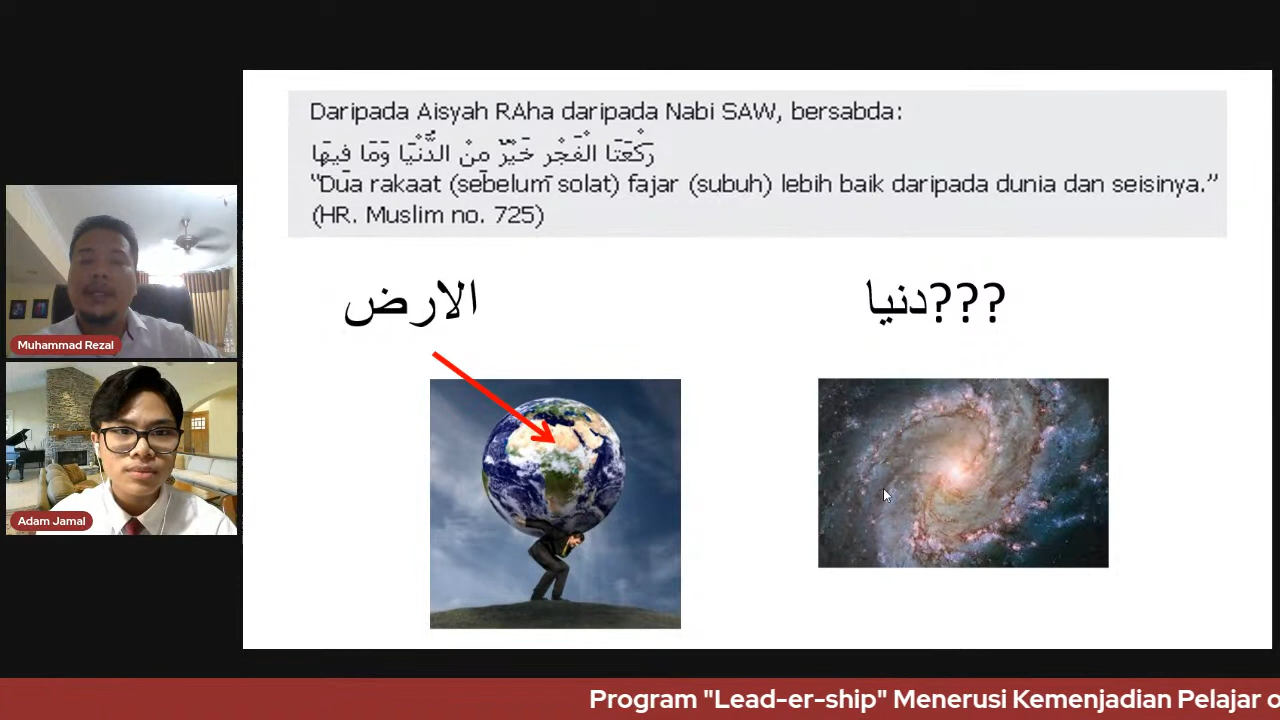 Daripada Aisyah RAha daripada Nabi SAW, bersabda:
رَكْعَتَا الْفَجْرِ خَيْرٌ مِنْ الدُّنْيَا وَمَا فِيهَا
“Dua rakaat (sebelum solat) fajar (subuh) lebih baik daripada dunia dan seisinya.”
(HR. Muslim no. 725)
الارض
دنيا???
Muhammad Rezal
Adam Jamal
Program "Lead-er-ship" Menerusi Kemenjadian Pelajar